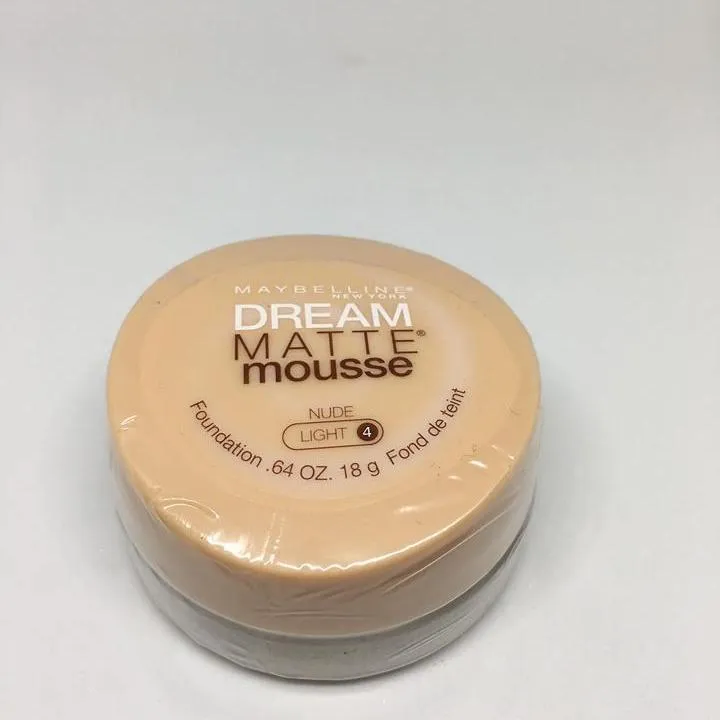 MAYBELLINE®
NEW YORK
DREAM
MATTE®
mousse
NUDE
LIGHT 4
Foundation .64 OZ. 18 g Fond de teint